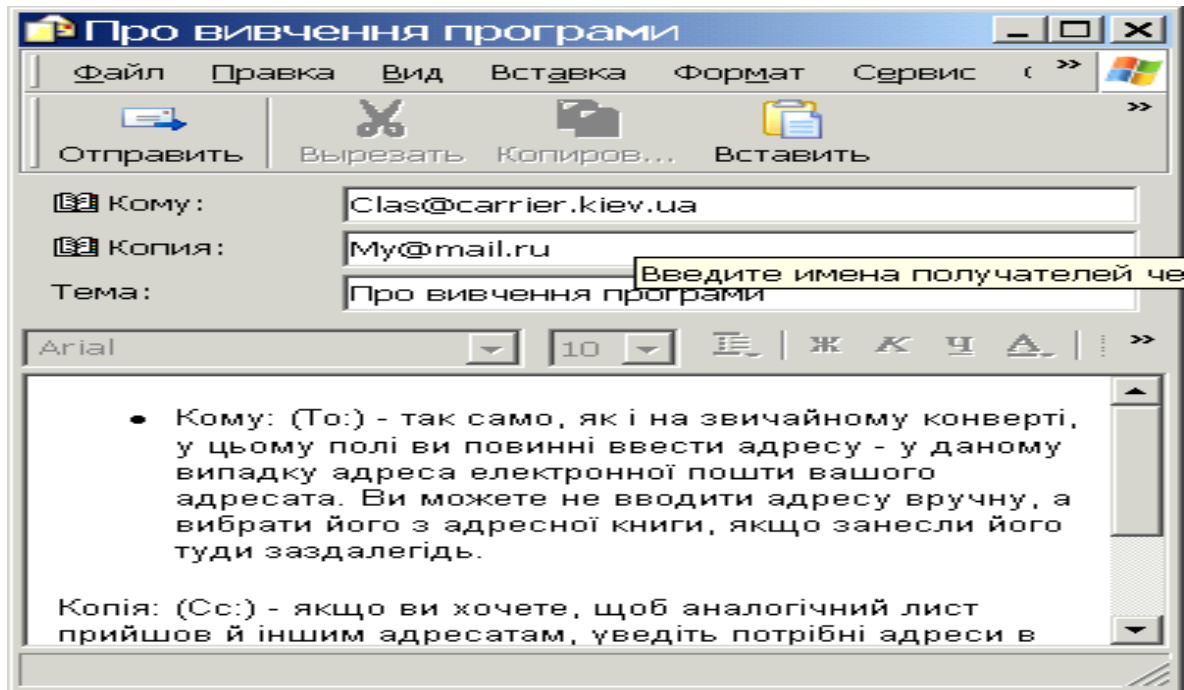 Про вивчення програми
Файл Правка Вид Вставка Формат Сервис
Отправить Вырезать Копиров... Вставить
Кому: Clas@carrier.kiev.ua
Копия: My@mail.ru
Введите имена получателей че
Тема: Про вивчення програми
Arial 10 Ж К Ч А
• Кому: (To:) - так само, як і на звичайному конверті,
у цьому полі ви повинні ввести адресу - у даному
випадку адреса електронної пошти вашого
адресата. Ви можете не вводити адресу вручну, а
вибрати його з адресної книги, якщо занесли його
туди заздалегідь.
Копія: (Cc:) - якщо ви хочете, щоб аналогічний лист
прийшов й іншим адресатам, уведіть потрібні адреси в